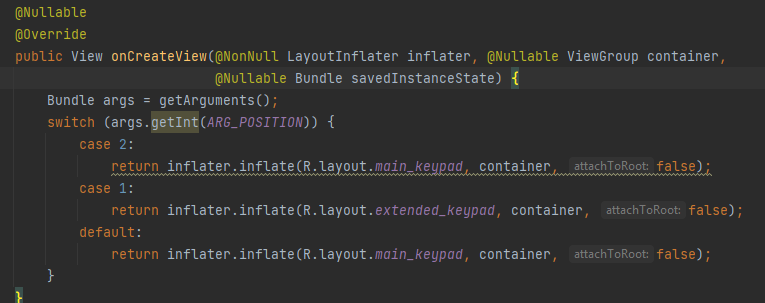 @Nullable
@Override
public View onCreateView(@NonNull LayoutInflater inflater, @Nullable ViewGroup container,
@Nullable Bundle savedInstanceState) {
Bundle args = getArguments();
switch (args.getInt(ARG_POSITION)) {
case 2:
return inflater.inflate(R.layout.main_keypad, container, attachToRoot: false);
case 1:
return inflater.inflate(R.layout.extended_keypad, container, attachToRoot: false);
default:
return inflater.inflate(R.layout.main_keypad, container, attachToRoot: false);
}
}